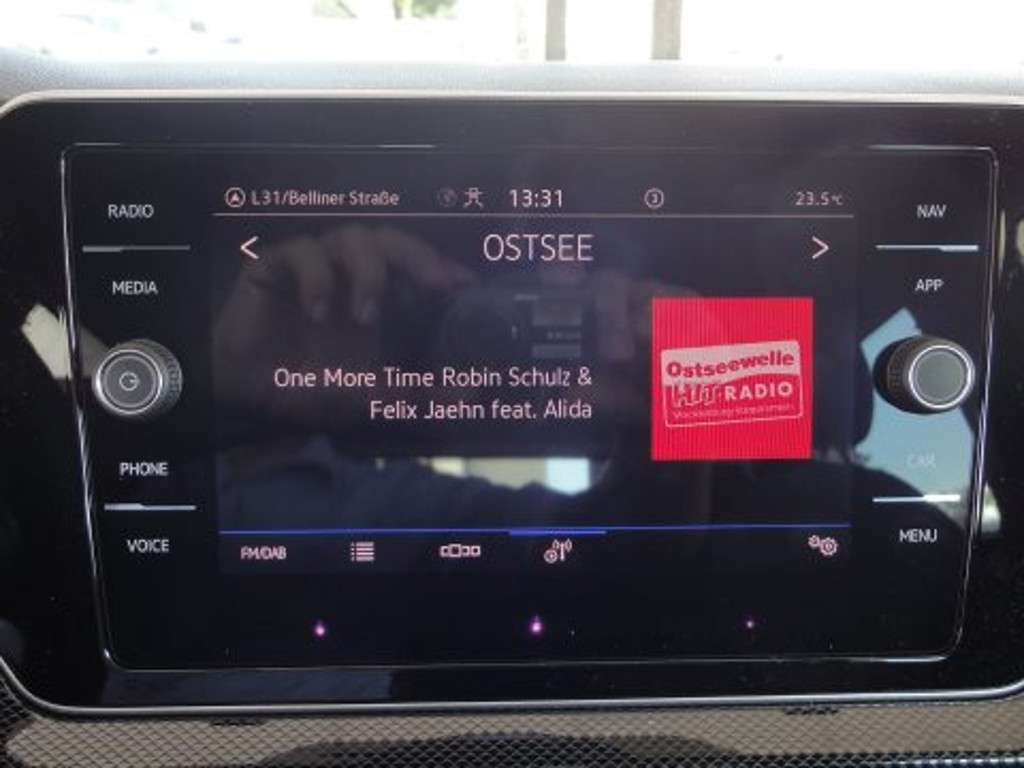 L31/Belliner Straße 13:31 3 23.5°C
RADIO
NAV
< OSTSEE >
MEDIA
APP
One More Time Robin Schulz &
Felix Jaehn feat. Alida
Ostseewelle
HIT RADIO
PHONE
CAR
VOICE
MENU
FM/DAB